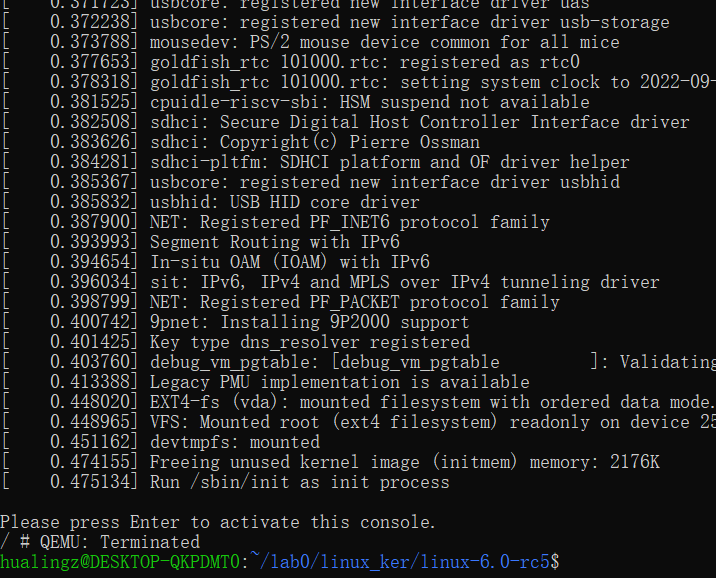 [    0.371723] usbcore: registered new interface driver uas
[    0.372238] usbcore: registered new interface driver usb-storage
[    0.373788] mousedev: PS/2 mouse device common for all mice
[    0.377653] goldfish_rtc 101000.rtc: registered as rtc0
[    0.378318] goldfish_rtc 101000.rtc: setting system clock to 2022-09-
[    0.381525] cpuidle-riscv-sbi: HSM suspend not available
[    0.382508] sdhci: Secure Digital Host Controller Interface driver
[    0.383626] sdhci: Copyright(c) Pierre Ossman
[    0.384281] sdhci-pltfm: SDHCI platform and OF driver helper
[    0.385367] usbcore: registered new interface driver usbhid
[    0.385832] usbhid: USB HID core driver
[    0.387900] NET: Registered PF_INET6 protocol family
[    0.393993] Segment Routing with IPv6
[    0.394654] In-situ OAM (IOAM) with IPv6
[    0.396034] sit: IPv6, IPv4 and MPLS over IPv4 tunneling driver
[    0.398799] NET: Registered PF_PACKET protocol family
[    0.400742] 9pnet: Installing 9P2000 support
[    0.401425] Key type dns_resolver registered
[    0.403760] debug_vm_pgtable: [debug_vm_pgtable         ]: Validating
[    0.413388] Legacy PMU implementation is available
[    0.448020] EXT4-fs (vda): mounted filesystem with ordered data mode.
[    0.448965] VFS: Mounted root (ext4 filesystem) readonly on device 25
[    0.451162] devtmpfs: mounted
[    0.474155] Freeing unused kernel image (initmem) memory: 2176K
[    0.475134] Run /sbin/init as init process
Please press Enter to activate this console.
/ # QEMU: Terminated
hualingz@DESKTOP-QKPDMT0:~/lab0/linux_ker/linux-6.0-rc5$